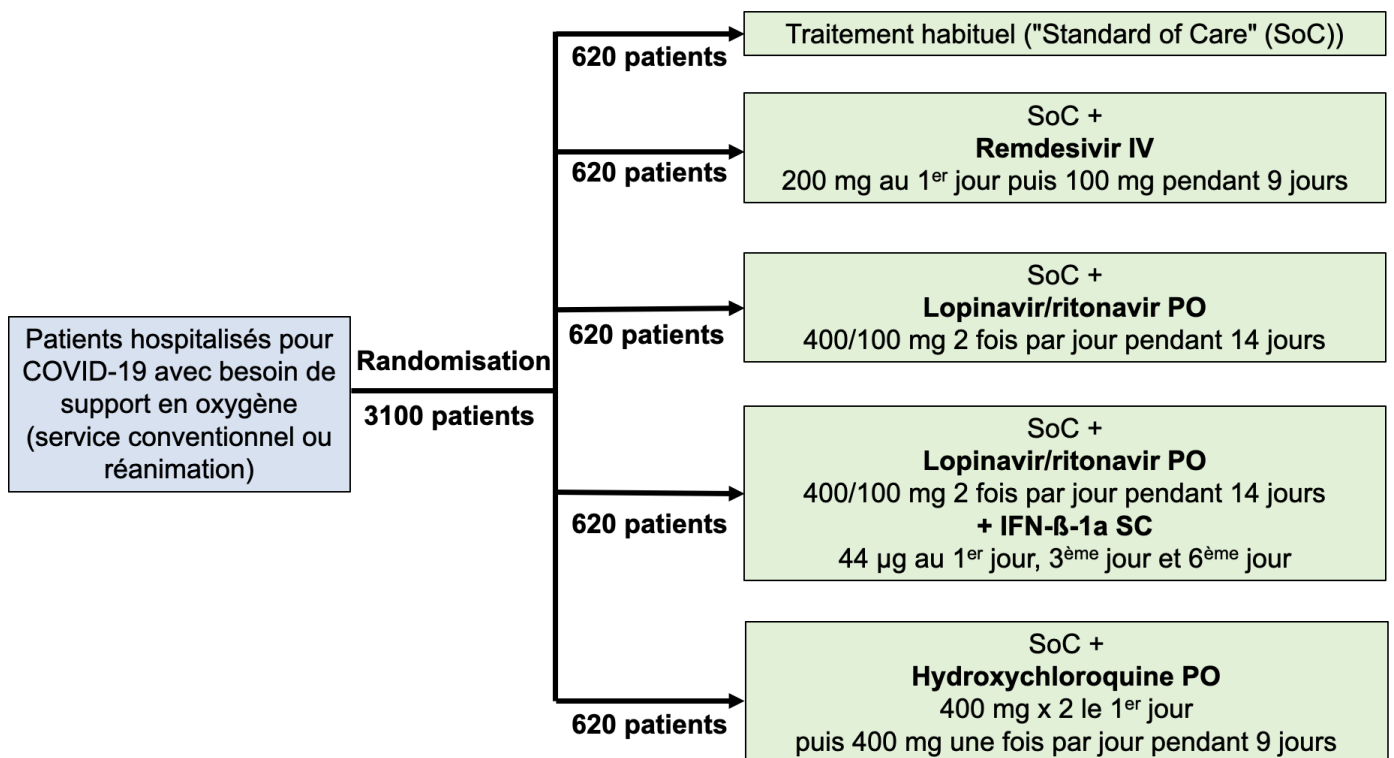 Patients hospitalisés pour
COVID-19 avec besoin de
support en oxygène
(service conventionnel ou
réanimation)
Randomisation
3100 patients
620 patients
Traitement habituel ("Standard of Care" (SoC))
620 patients
SoC +
Remdesivir IV
200 mg au 1er jour puis 100 mg pendant 9 jours
620 patients
SoC +
Lopinavir/ritonavir PO
400/100 mg 2 fois par jour pendant 14 jours
620 patients
SoC +
Lopinavir/ritonavir PO
400/100 mg 2 fois par jour pendant 14 jours
+ IFN-ß-1a SC
44 µg au 1er jour, 3ème jour et 6ème jour
620 patients
SoC +
Hydroxychloroquine PO
400 mg x 2 le 1er jour
puis 400 mg une fois par jour pendant 9 jours